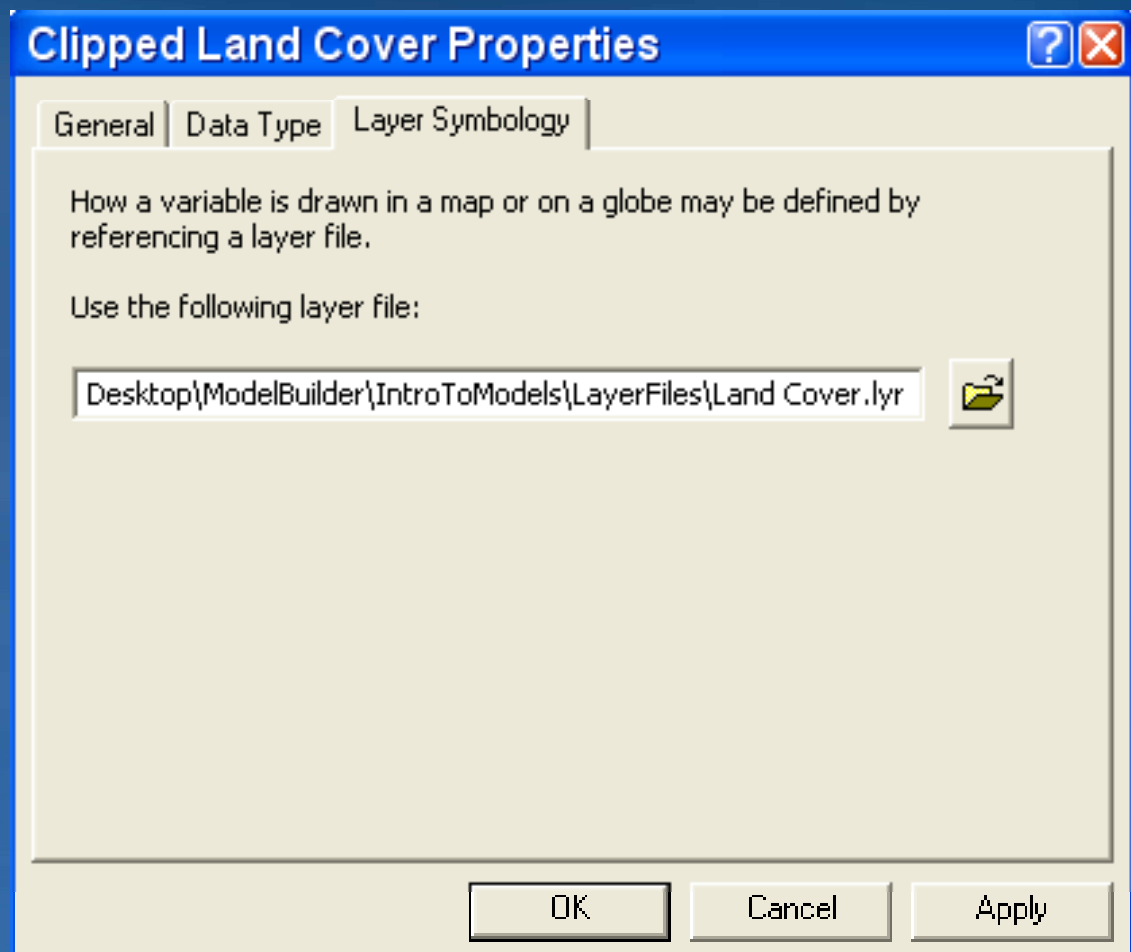 Clipped Land Cover Properties
General
Data Type
Layer Symbology
How a variable is drawn in a map or on a globe may be defined by
referencing a layer file.
Use the following layer file:
Desktop\ModelBuilder\IntroToModels\LayerFiles\Land Cover.lyr
OK
Cancel
Apply